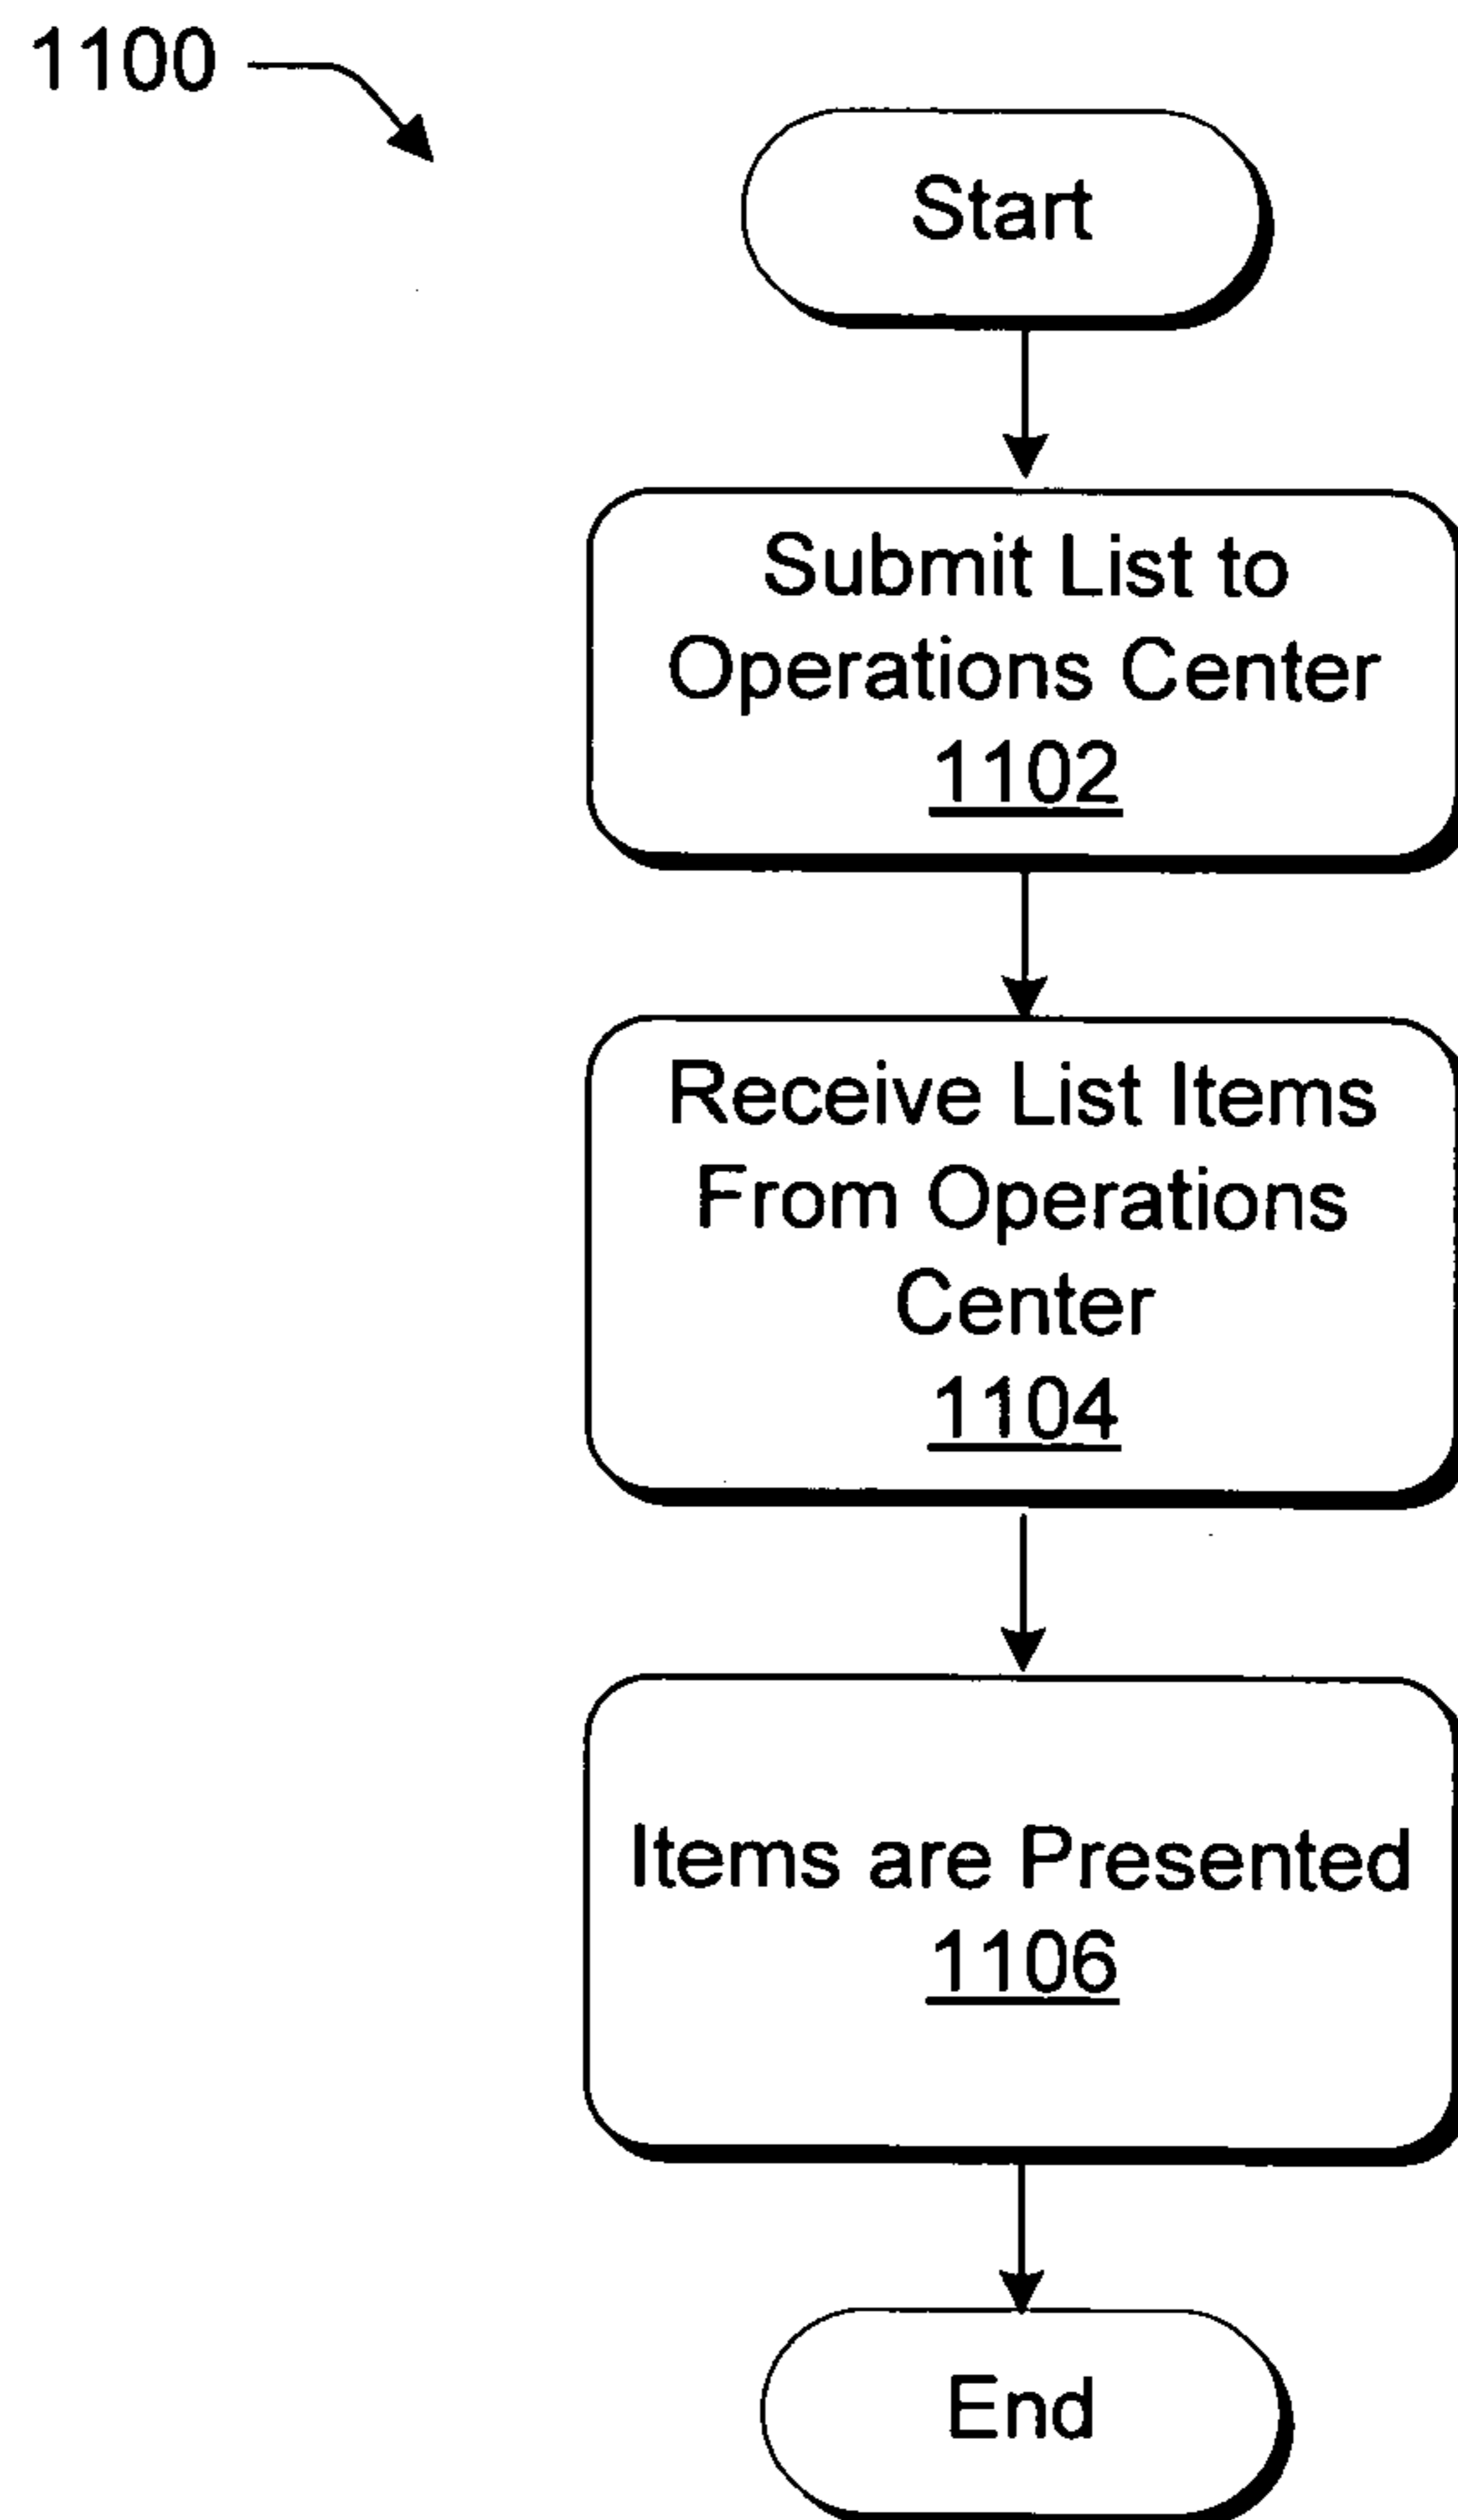 1100
Start
Submit List to
Operations Center
1102
Receive List Items
From Operations
Center
1104
Items are Presented
1106
End